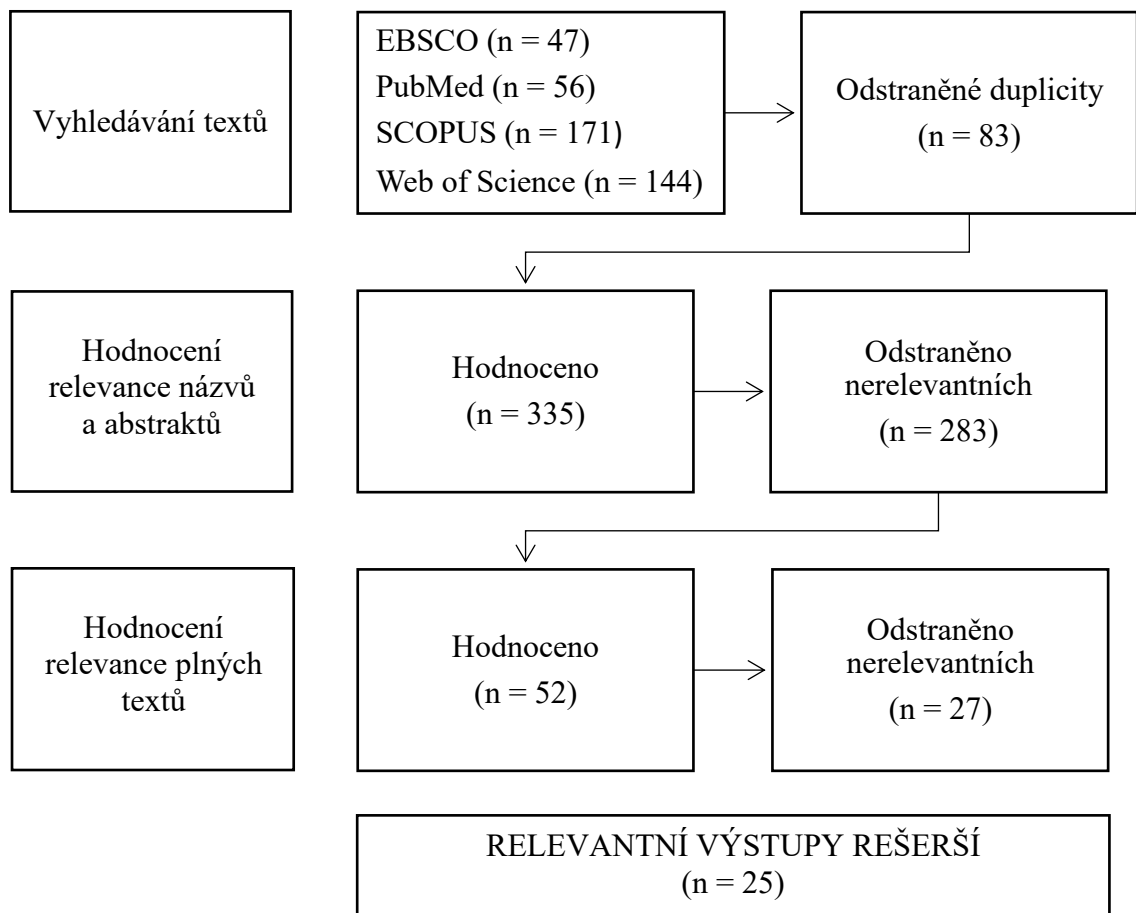 Vyhledávání textů
EBSCO (n = 47)
PubMed (n = 56)
SCOPUS (n = 171)
Web of Science (n = 144)
Odstraněné duplicity
(n = 83)
Hodnocení
relevance názvů
a abstraktů
Hodnoceno
(n = 335)
Odstraněno
nerelevantních
(n = 283)
Hodnocení
relevance plných
textů
Hodnoceno
(n = 52)
Odstraněno
nerelevantních
(n = 27)
RELEVANTNÍ VÝSTUPY REŠERŠÍ
(n = 25)